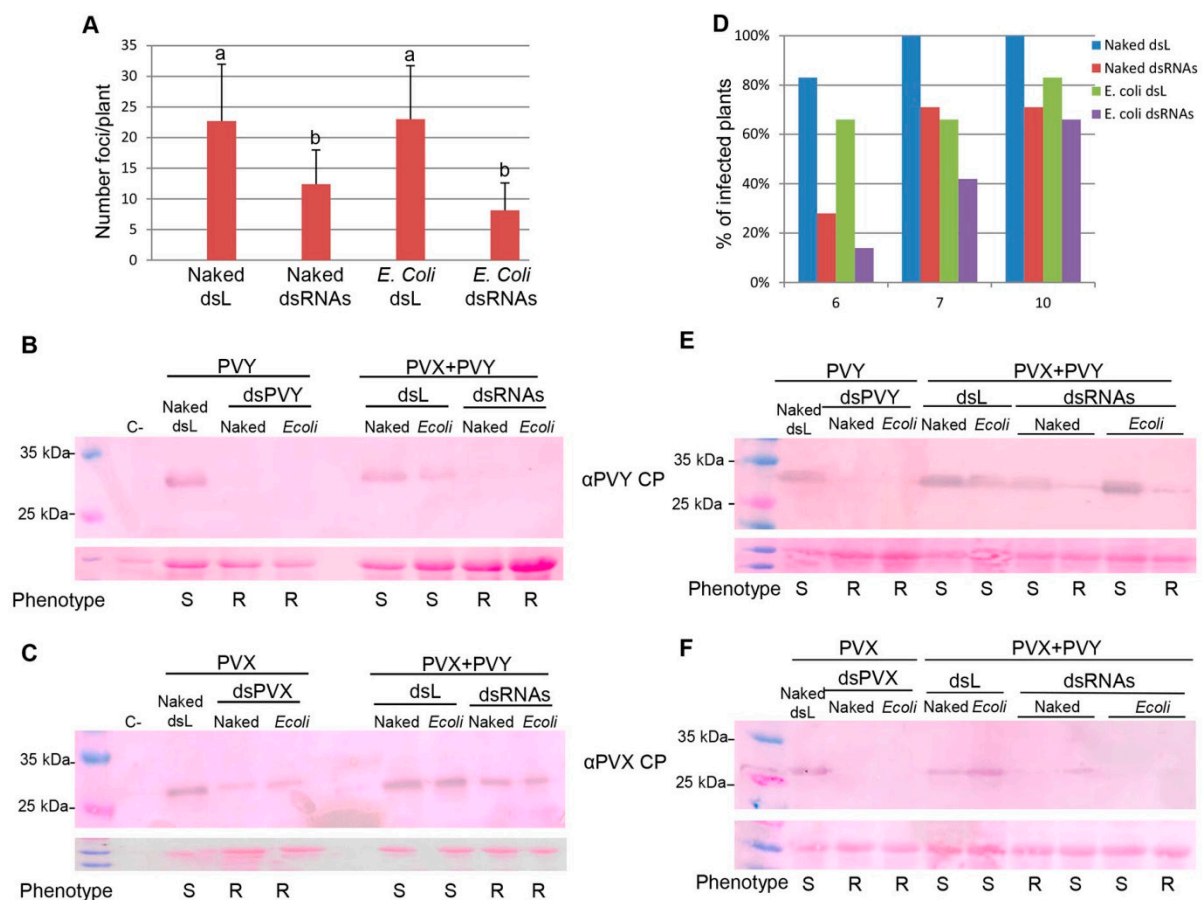 A
Number foci/plant
35
30
25
20
15
10
5
0
a
b
a
b
Naked dsL
Naked dsRNAs
E. Coli dsL
E. Coli dsRNAs
D
% of infected plants
100%
80%
60%
40%
20%
0%
6 7 10
Naked dsL
Naked dsRNAs
E. coli dsL
E. coli dsRNAs
B
PVY PVX+PVY
dsPVY dsL dsRNAs
C- Naked dsL Naked Ecoli Naked Ecoli Naked Ecoli
35 kDa-
25 kDa-
αPVY CP
Phenotype S R R S S R R
E
PVY PVX+PVY
dsPVY dsL dsRNAs
Naked dsL Naked Ecoli Naked Ecoli Naked Ecoli
35 kDa-
25 kDa-
S R R S S S R S R
C
PVX PVX+PVY
dsPVX dsL dsRNAs
C- Naked dsL Naked Ecoli Naked Ecoli Naked Ecoli
35 kDa-
25 kDa-
αPVX CP
Phenotype S R R S S R R
F
PVX PVX+PVY
dsPVX dsL dsRNAs
Naked dsL Naked Ecoli Naked Ecoli Naked Ecoli
35 kDa-
25 kDa-
S R R S S R S S R